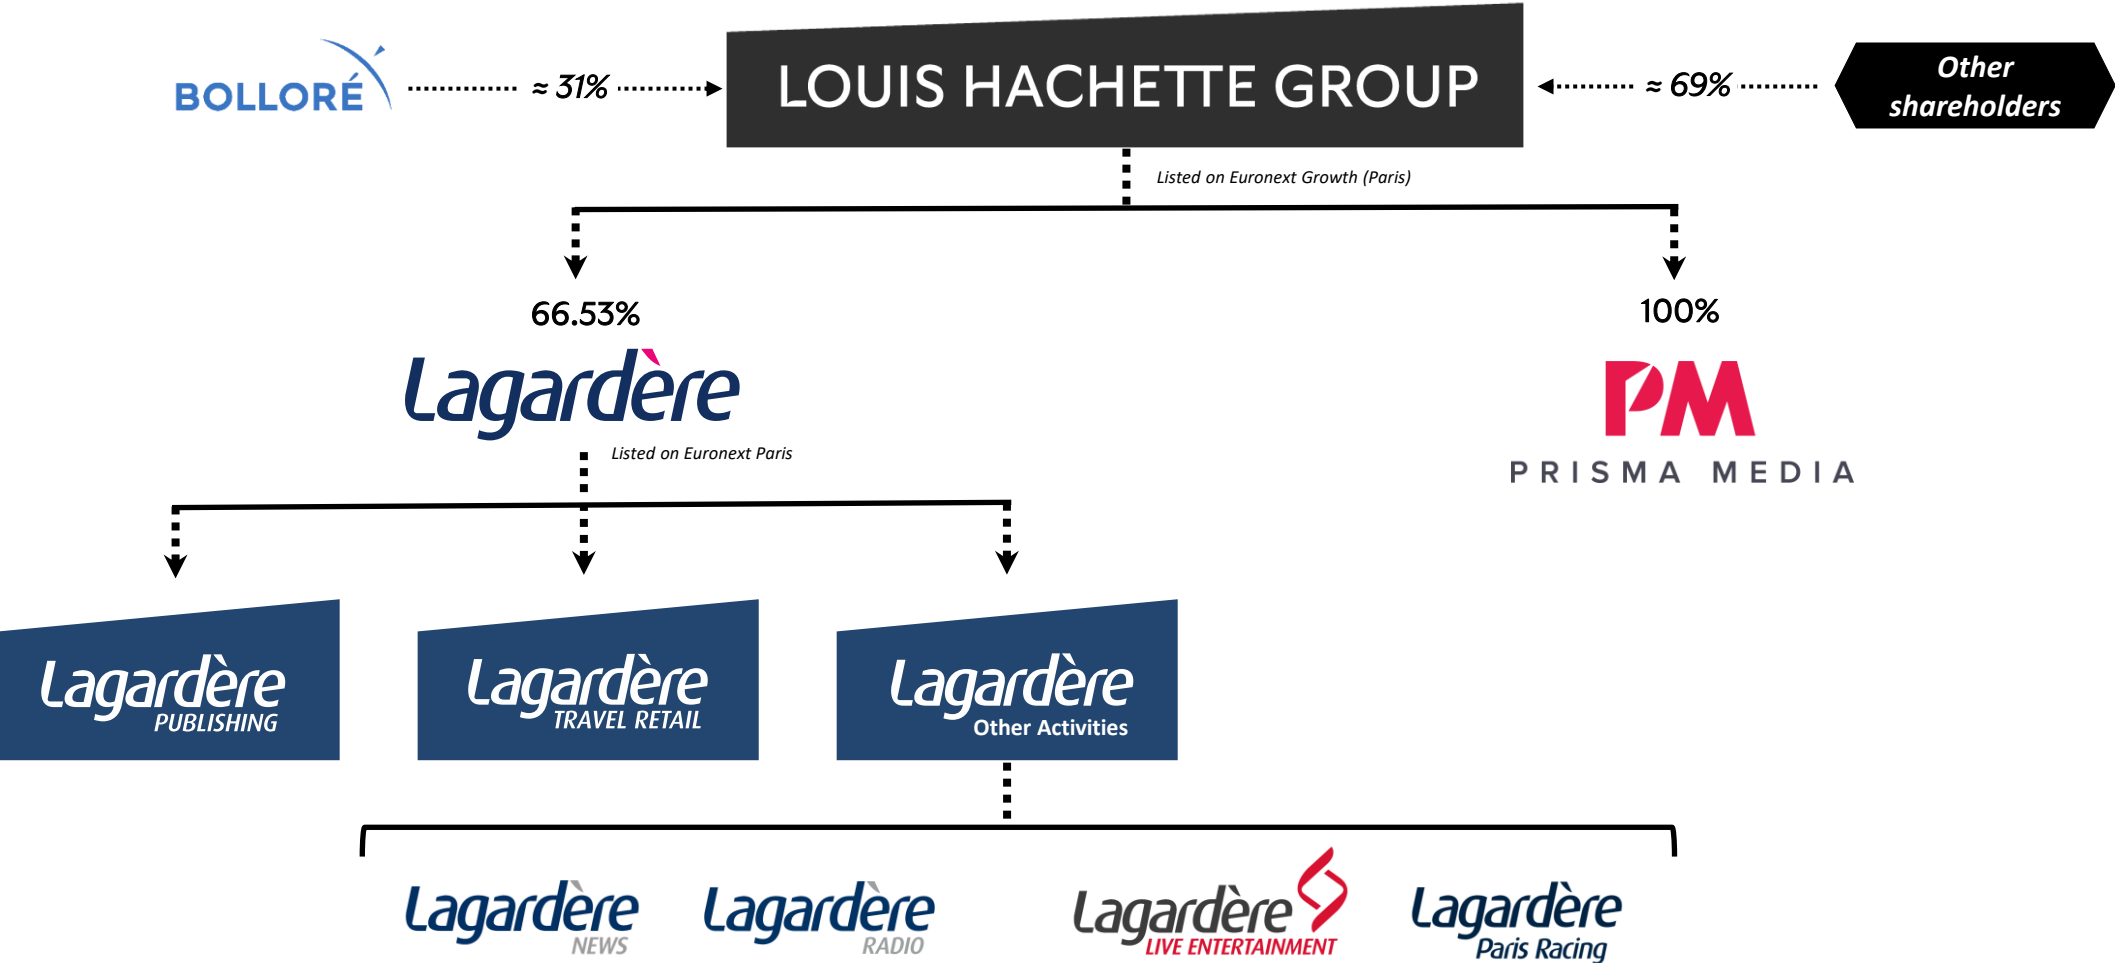 BOLLORÉ
≈ 31%
LOUIS HACHETTE GROUP
≈ 69%
Other
shareholders
Listed on Euronext Growth (Paris)
66.53%
Lagardère
Listed on Euronext Paris
100%
PM
PRISMA MEDIA
Lagardère
PUBLISHING
Lagardère
TRAVEL RETAIL
Lagardère
Other Activities
Lagardère
NEWS
Lagardère
RADIO
Lagardère
LIVE ENTERTAINMENT
Lagardère
Paris Racing